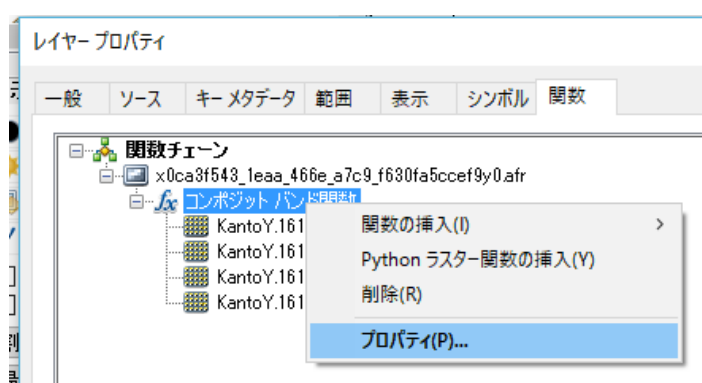 レイヤー プロパティ
一般 ソース キー メタデータ 範囲 表示 シンボル 関数
関数チェーン
x0ca3f543_1eaa_466e_a7c9_f630fa5ccef9y0.afr
コンポジット バンド関数
KantoY.161
KantoY.161
KantoY.161
KantoY.161
関数の挿入(I)
Python ラスター関数の挿入(Y)
削除(R)
プロパティ(P)...